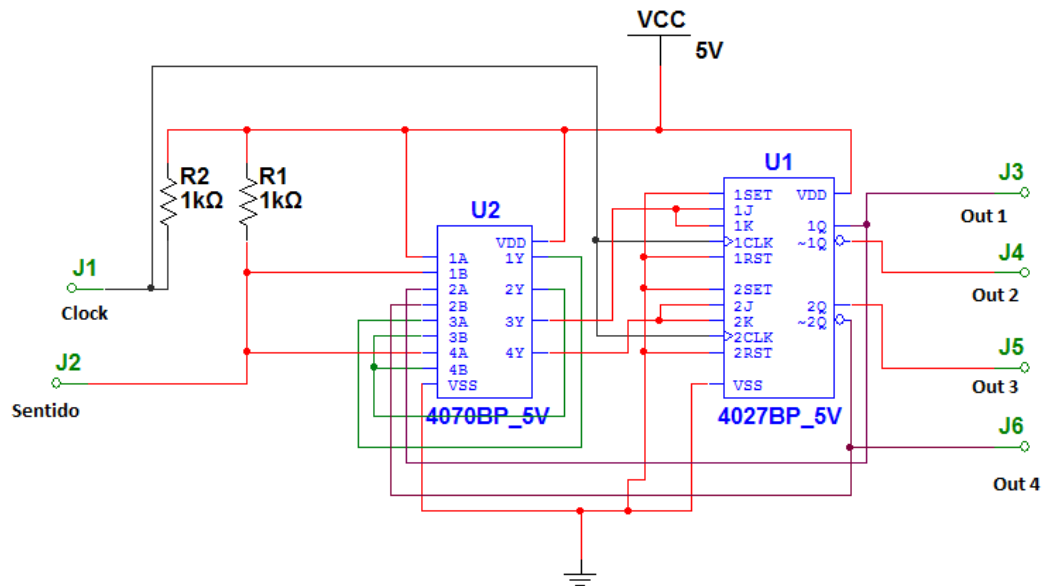 VCC
5V
R2
1kΩ
R1
1kΩ
J1
Clock
J2
Sentido
U2
VDD
1A
1Y
1B
2A
2Y
2B
3A
3Y
3B
4A
4Y
4B
VSS
4070BP_5V
U1
1SET
VDD
1J
1K
1Q
1CLK
~1Q
1RST
2SET
2J
2Q
2K
~2Q
2CLK
2RST
VSS
4027BP_5V
J3
Out 1
J4
Out 2
J5
Out 3
J6
Out 4